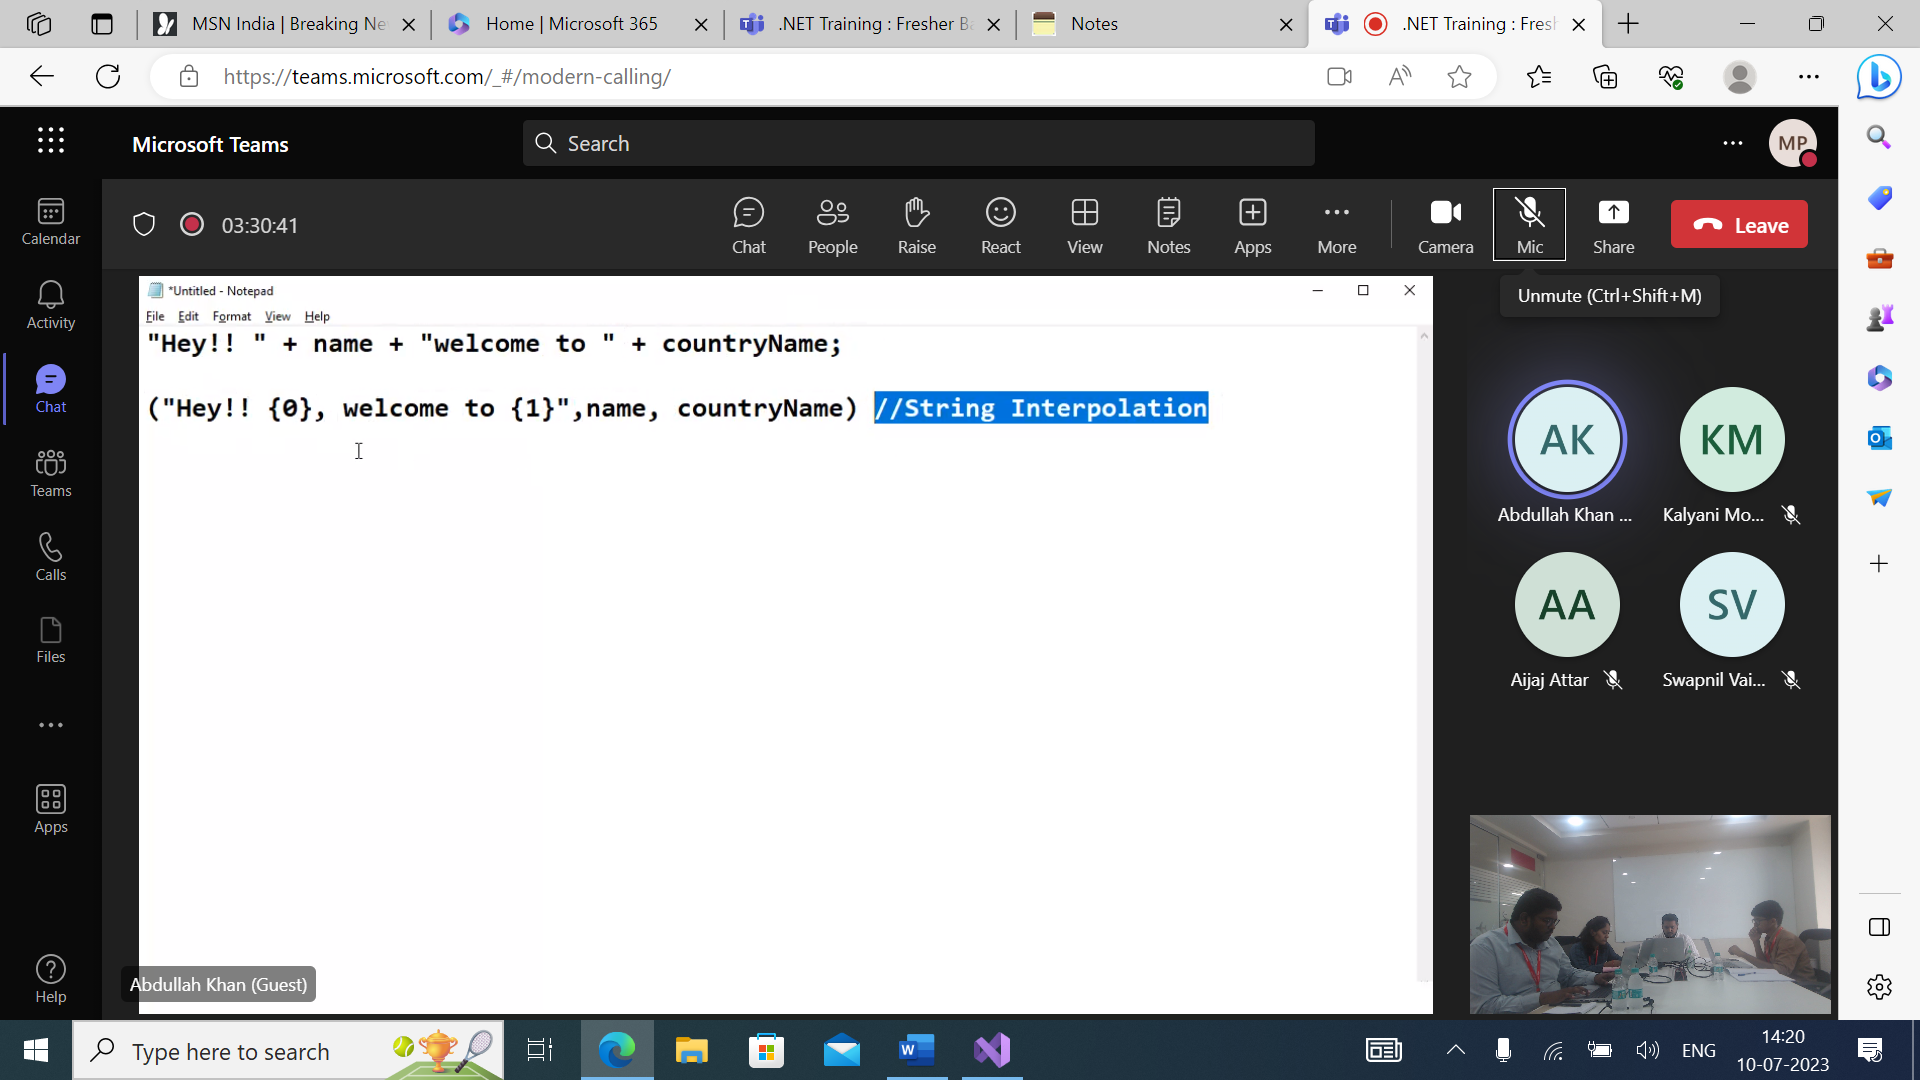 MSN India | Breaking Ne
Home | Microsoft 365
.NET Training : Fresher Ba
Notes
.NET Training : Fresh
https://teams.microsoft.com/_#/modern-calling/
Microsoft Teams
Search
MP
03:30:41
Chat
People
Raise
React
View
Notes
Apps
More
Camera
Mic
Share
Leave
Unmute (Ctrl+Shift+M)
Calendar
Activity
Chat
Teams
Calls
Files
Apps
Help
*Untitled - Notepad
File Edit Format View Help
"Hey!! " + name + "welcome to " + countryName;
("Hey!! {0}, welcome to {1}",name, countryName) //String Interpolation
Abdullah Khan (Guest)
AK
KM
Abdullah Khan ...
Kalyani Mo...
AA
SV
Aijaj Attar
Swapnil Vai...
Type here to search
ENG
14:20
10-07-2023